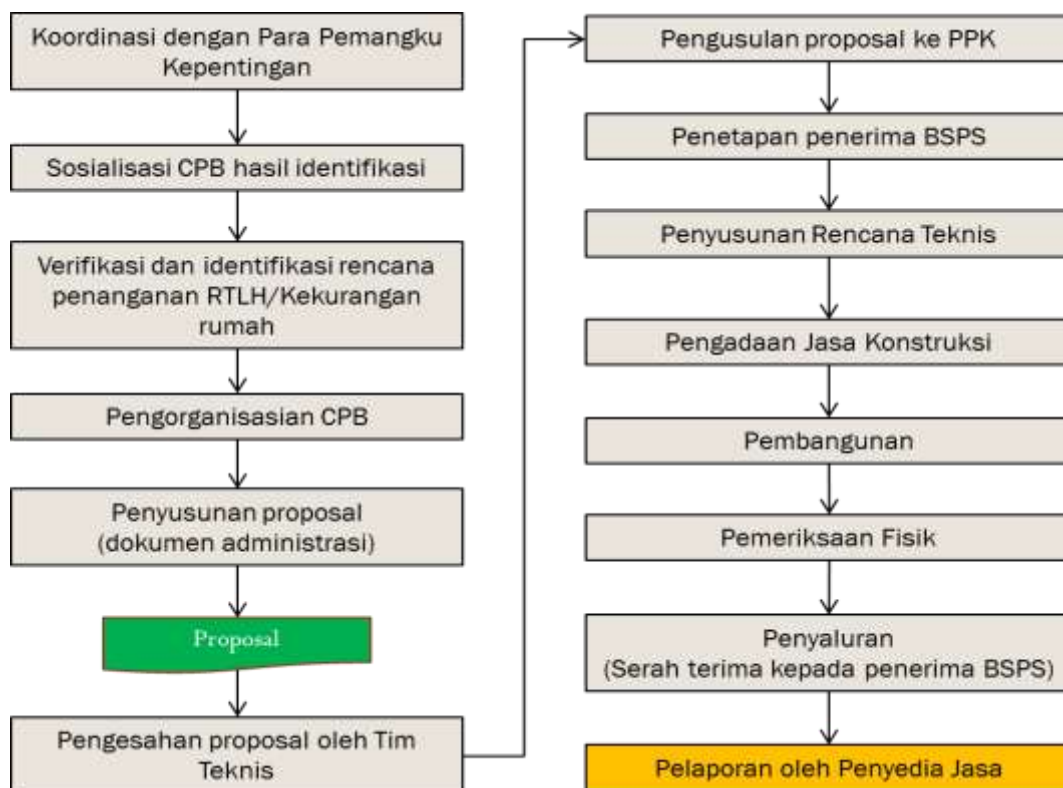 Koordinasi dengan Para Pemangku
Kepentingan
Sosialisasi CPB hasil identifikasi
Verifikasi dan identifikasi rencana
penanganan RTLH/Kekurangan
rumah
Pengorganisasian CPB
Penyusunan proposal
(dokumen administrasi)
Proposal
Pengesahan proposal oleh Tim
Teknis
Pengusulan proposal ke PPK
Penetapan penerima BSPS
Penyusunan Rencana Teknis
Pengadaan Jasa Konstruksi
Pembangunan
Pemeriksaan Fisik
Penyaluran
(Serah terima kepada penerima BSPS)
Pelaporan oleh Penyedia Jasa